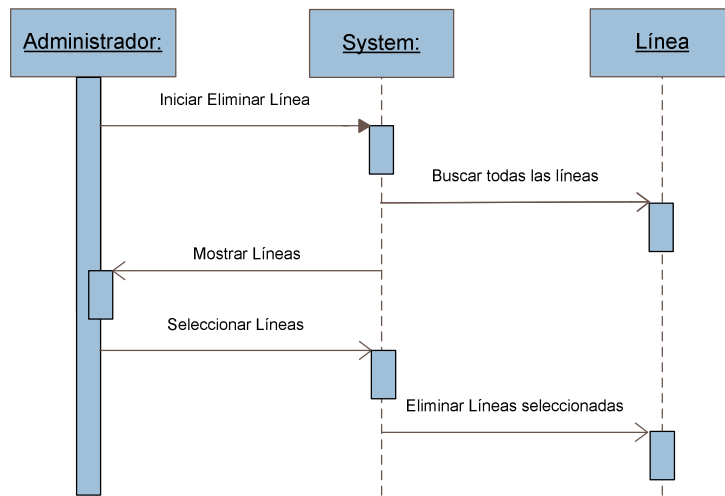 Administrador:
System:
Línea
Iniciar Eliminar Línea
Buscar todas las líneas
Mostrar Líneas
Seleccionar Líneas
Eliminar Líneas seleccionadas